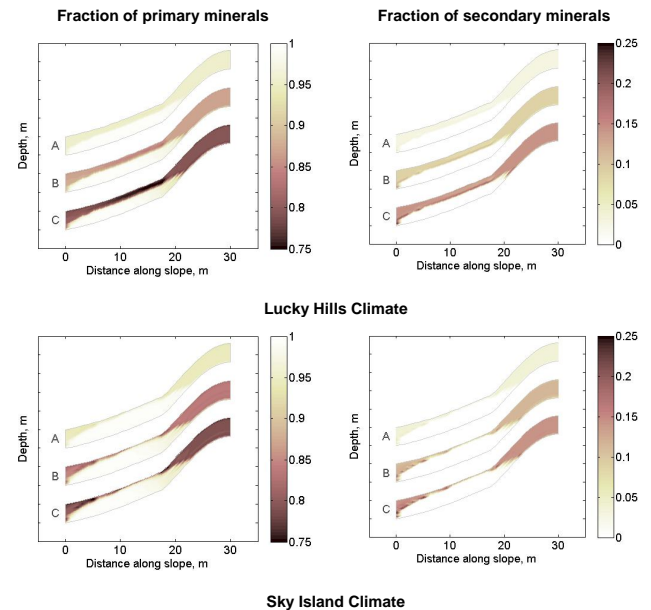 Fraction of primary minerals
Fraction of secondary minerals
Depth, m
A
B
C
0 10 20 30
Distance along slope, m
1
0.95
0.9
0.85
0.8
0.75
Depth, m
A
B
C
0 10 20 30
Distance along slope, m
0.25
0.2
0.15
0.1
0.05
0
Lucky Hills Climate
Depth, m
A
B
C
0 10 20 30
Distance along slope, m
1
0.95
0.9
0.85
0.8
0.75
Depth, m
A
B
C
0 10 20 30
Distance along slope, m
0.25
0.2
0.15
0.1
0.05
0
Sky Island Climate